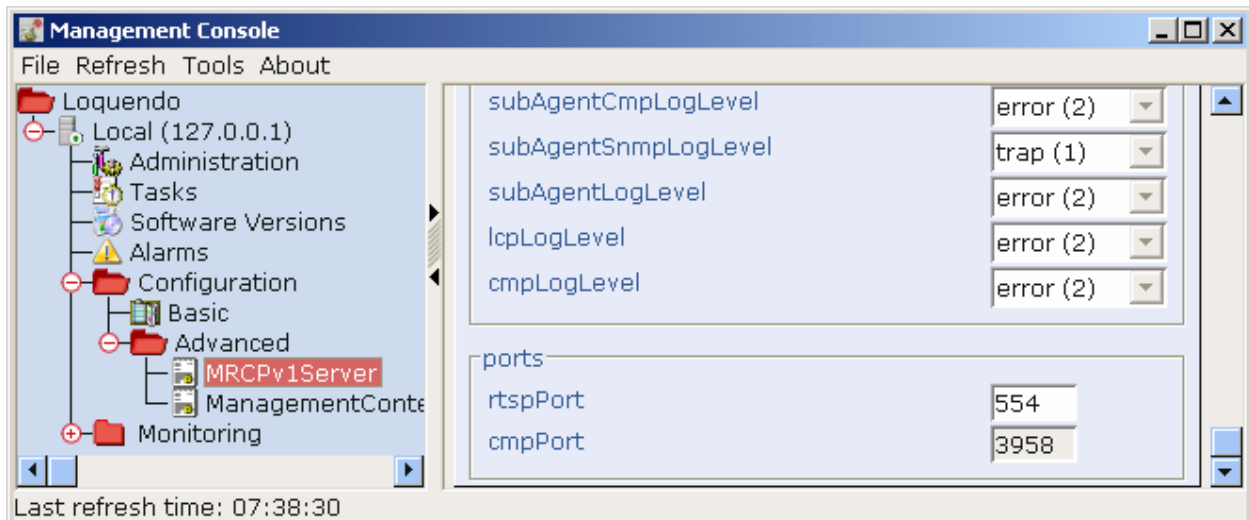 Management Console
File Refresh Tools About
Loquendo
Local (127.0.0.1)
Administration
Tasks
Software Versions
Alarms
Configuration
Basic
Advanced
MRCPv1Server
ManagementConte
Monitoring
subAgentCmpLogLevel error (2)
subAgentSnmpLogLevel trap (1)
subAgentLogLevel error (2)
lcpLogLevel error (2)
cmpLogLevel error (2)
ports
rtspPort 554
cmpPort 3958
Last refresh time: 07:38:30